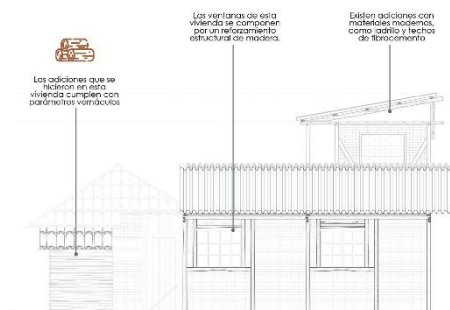 Las adiciones que se
hicieron en esta
vivienda cumplen con
parámetros vernáculos
Las ventanas de esta
vivienda se componen
por un reforzamiento
estructural de madera.
Existen adiciones con
materiales modernos,
como ladrillo y techos
de fibrocemento